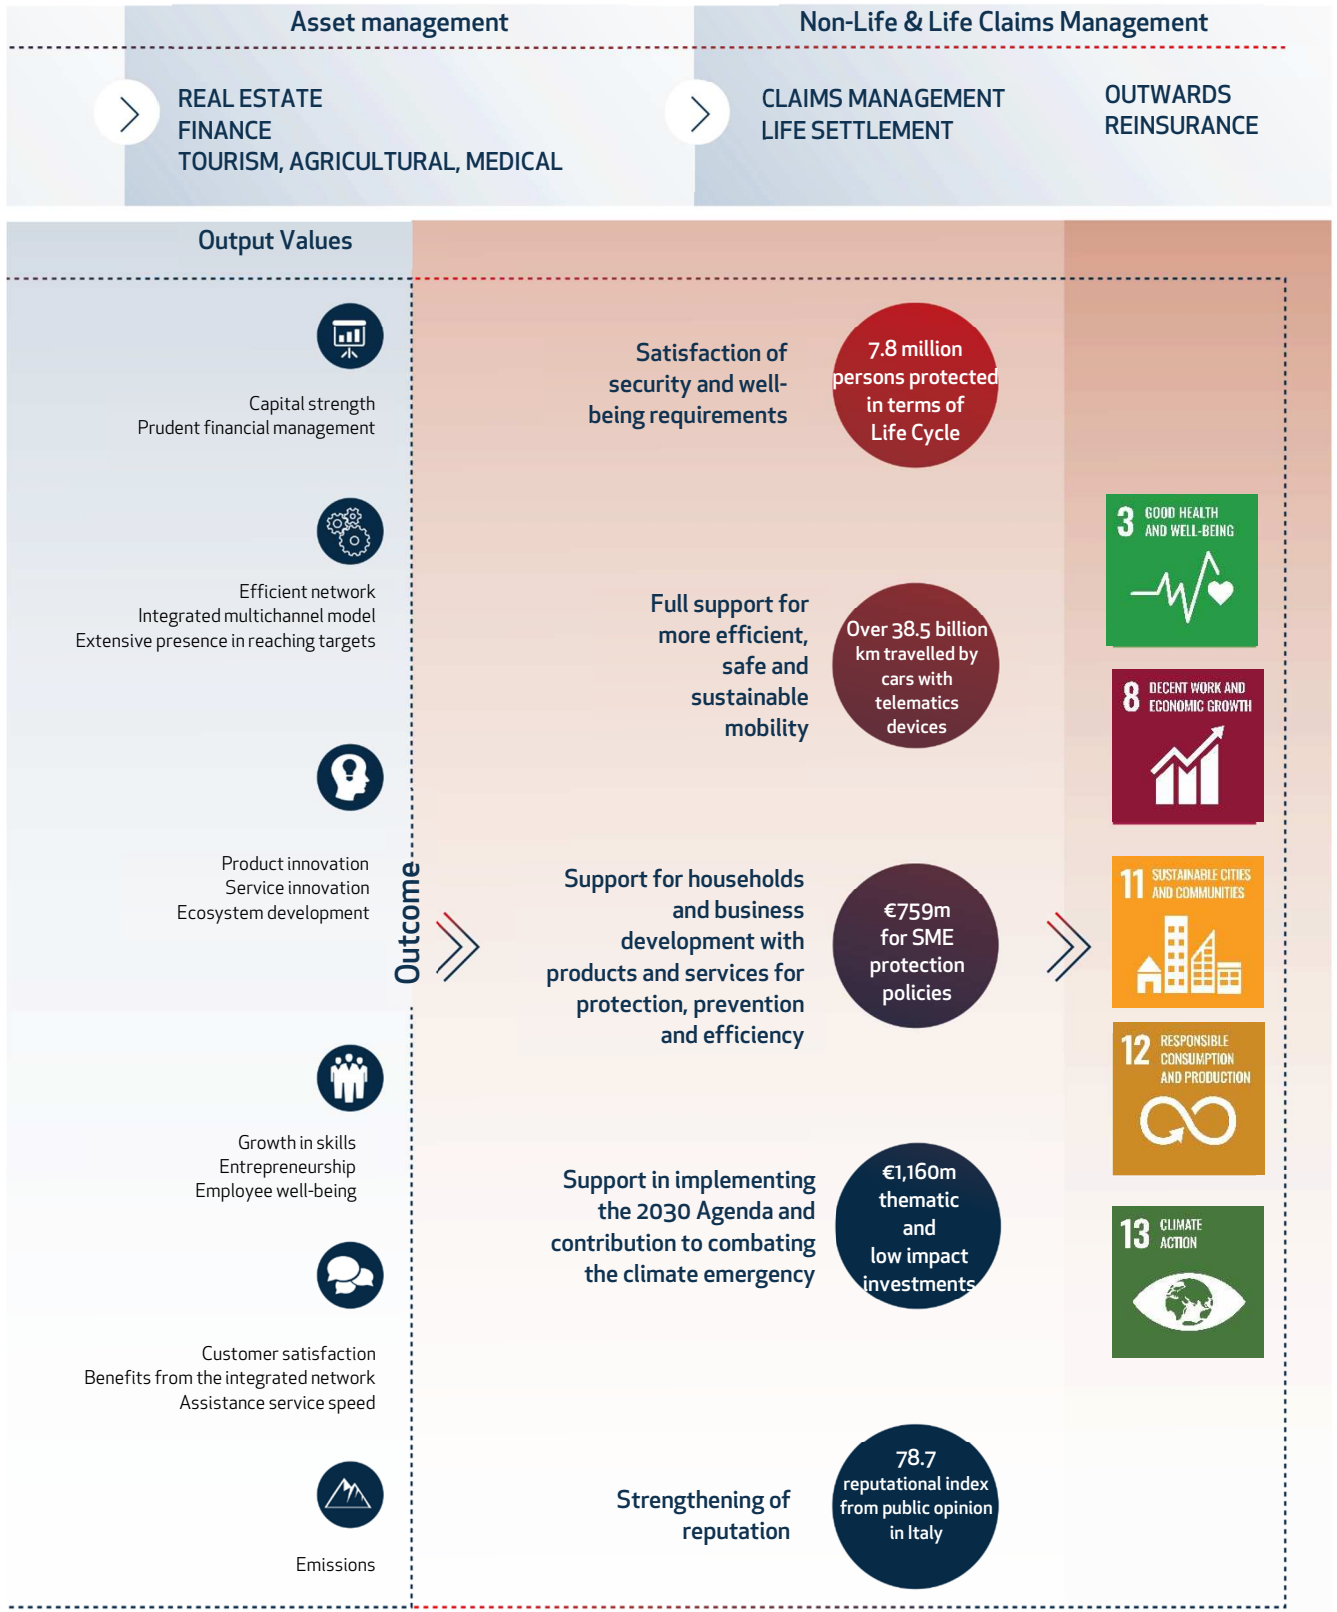 Asset management
Non-Life & Life Claims Management
REAL ESTATE
FINANCE
TOURISM, AGRICULTURAL, MEDICAL
CLAIMS MANAGEMENT
LIFE SETTLEMENT
OUTWARDS
REINSURANCE
Output Values
Capital strength
Prudent financial management
Efficient network
Integrated multichannel model
Extensive presence in reaching targets
Product innovation
Service innovation
Ecosystem development
Growth in skills
Entrepreneurship
Employee well-being
Customer satisfaction
Benefits from the integrated network
Assistance service speed
Emissions
Outcome
Satisfaction of
security and well-
being requirements
7.8 million
persons protected
in terms of
Life Cycle
Full support for
more efficient,
safe and
sustainable
mobility
Over 38.5 billion
km travelled by
cars with
telematics
devices
Support for households
and business
development with
products and services for
protection, prevention
and efficiency
€759m
for SME
protection
policies
Support in implementing
the 2030 Agenda and
contribution to combating
the climate emergency
€1,160m
thematic
and
low impact
investments
Strengthening of
reputation
78.7
reputational index
from public opinion
in Italy
3 GOOD HEALTH
AND WELL-BEING
8 DECENT WORK AND
ECONOMIC GROWTH
11 SUSTAINABLE CITIES
AND COMMUNITIES
12 RESPONSIBLE
CONSUMPTION
AND PRODUCTION
13 CLIMATE
ACTION